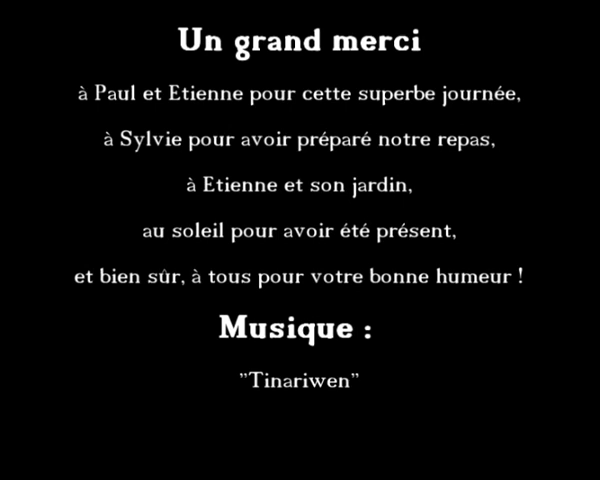 Un grand merci
à Paul et Etienne pour cette superbe journée,
à Sylvie pour avoir préparé notre repas,
à Etienne et son jardin,
au soleil pour avoir été présent,
et bien sûr, à tous pour votre bonne humeur !
Musique :
”Tinariwen”